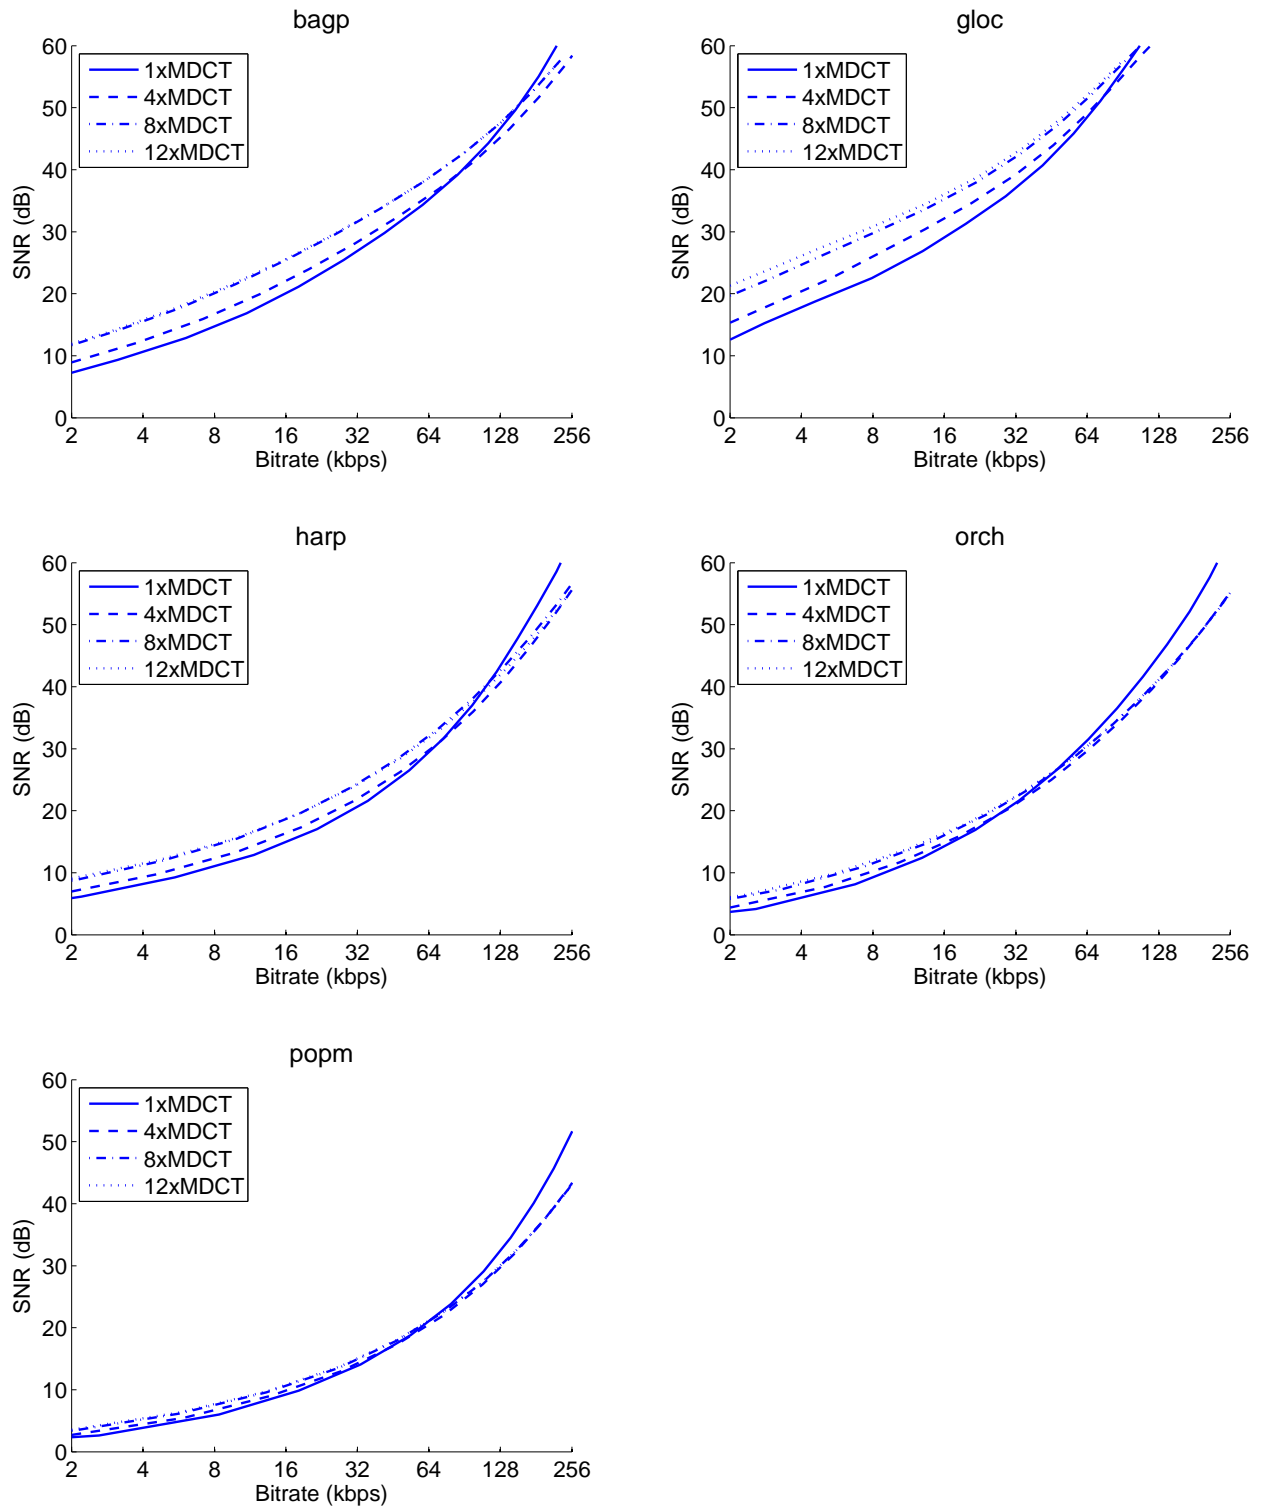 bagp
60
50
40
30
20
10
0
SNR (dB)
1xMDCT
4xMDCT
8xMDCT
12xMDCT
2 4 8 16 32 64 128 256
Bitrate (kbps)
gloc
60
50
40
30
20
10
0
SNR (dB)
1xMDCT
4xMDCT
8xMDCT
12xMDCT
2 4 8 16 32 64 128 256
Bitrate (kbps)
harp
60
50
40
30
20
10
0
SNR (dB)
1xMDCT
4xMDCT
8xMDCT
12xMDCT
2 4 8 16 32 64 128 256
Bitrate (kbps)
orch
60
50
40
30
20
10
0
SNR (dB)
1xMDCT
4xMDCT
8xMDCT
12xMDCT
2 4 8 16 32 64 128 256
Bitrate (kbps)
popm
60
50
40
30
20
10
0
SNR (dB)
1xMDCT
4xMDCT
8xMDCT
12xMDCT
2 4 8 16 32 64 128 256
Bitrate (kbps)